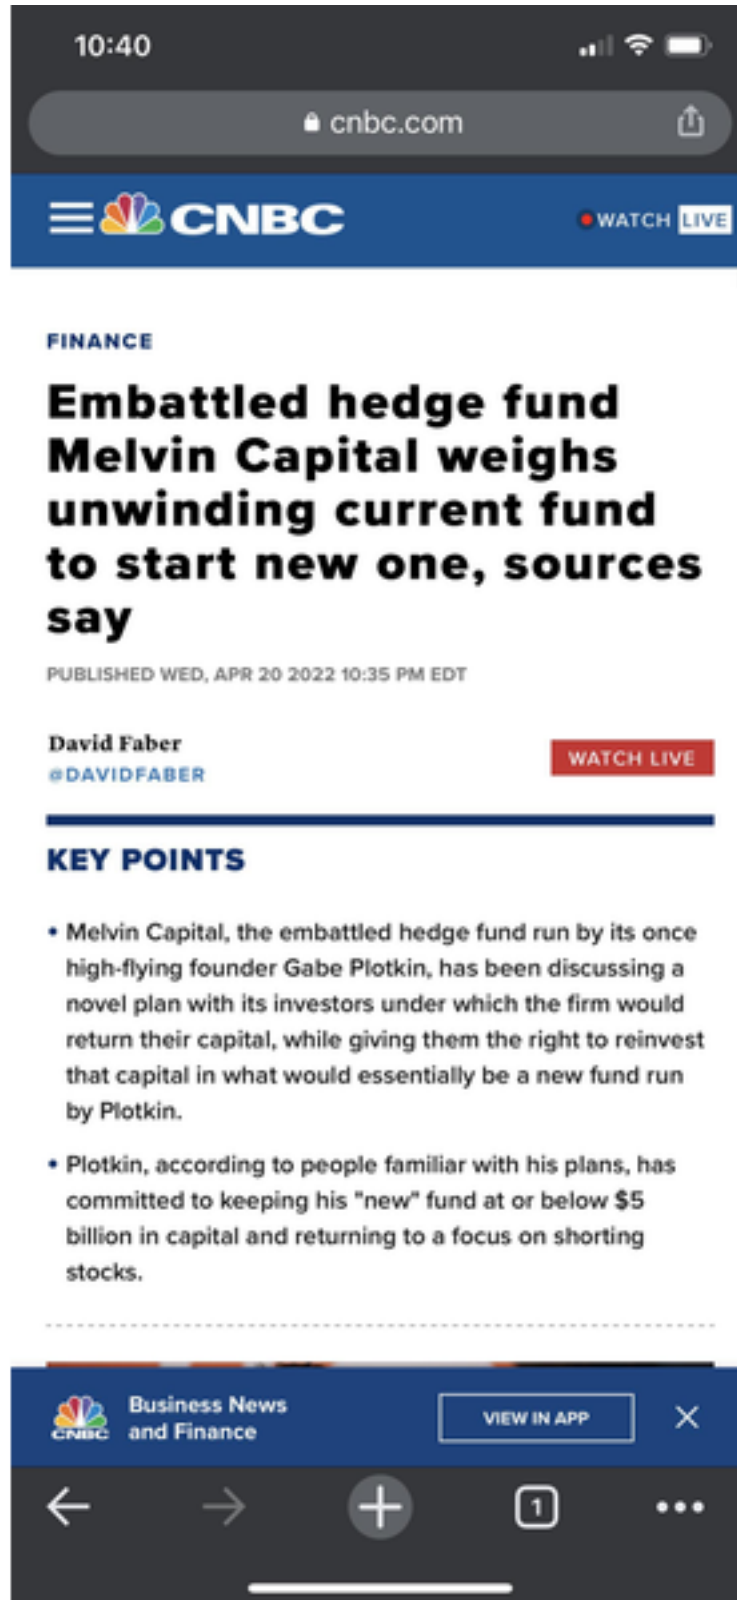 10:40
cnbc.com
CNBC
WATCH LIVE
FINANCE
Embattled hedge fund
Melvin Capital weighs
unwinding current fund
to start new one, sources
say
PUBLISHED WED, APR 20 2022 10:35 PM EDT
David Faber
@DAVIDFABER
WATCH LIVE
KEY POINTS
• Melvin Capital, the embattled hedge fund run by its once
high-flying founder Gabe Plotkin, has been discussing a
novel plan with its investors under which the firm would
return their capital, while giving them the right to reinvest
that capital in what would essentially be a new fund run
by Plotkin.
• Plotkin, according to people familiar with his plans, has
committed to keeping his "new" fund at or below $5
billion in capital and returning to a focus on shorting
stocks.
CNBC
Business News
and Finance
VIEW IN APP
1